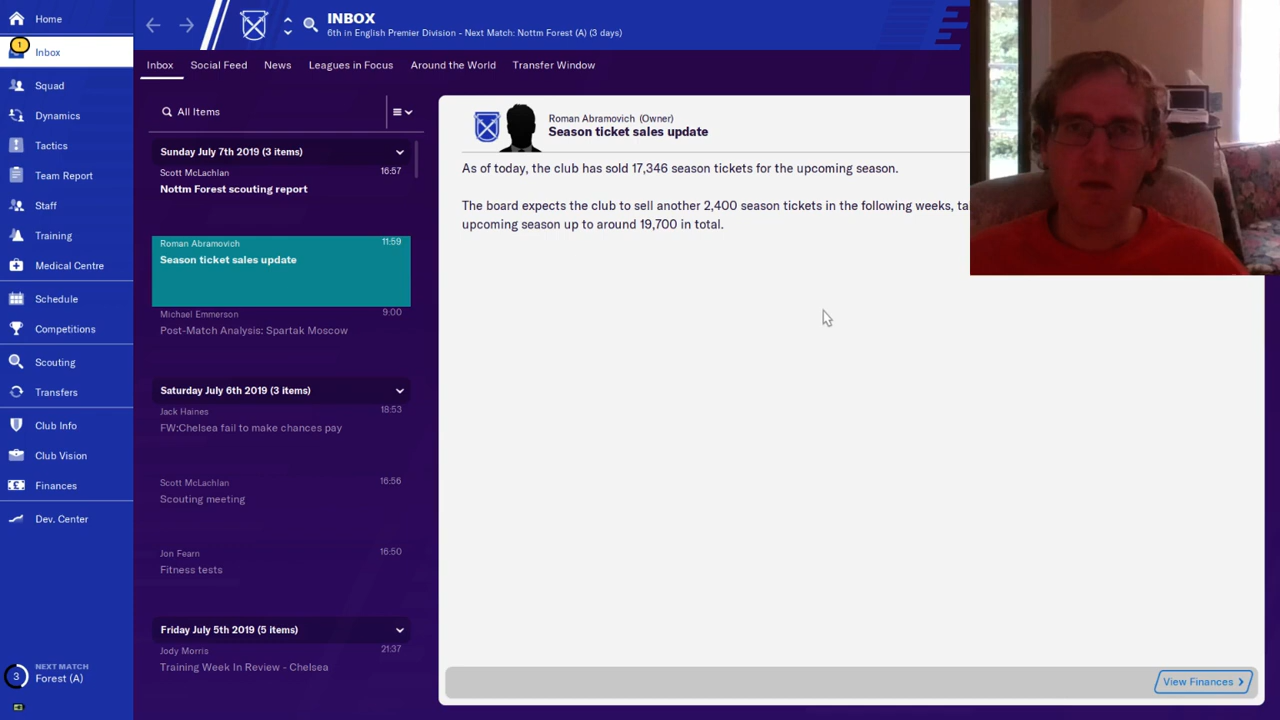 Home
INBOX
6th in English Premier Division - Next Match: Nottm Forest (A) (3 days)
1
Inbox
Squad
Dynamics
Tactics
Team Report
Staff
Training
Medical Centre
Schedule
Competitions
Scouting
Transfers
Club Info
Club Vision
Finances
Dev. Center
3
NEXT MATCH
Forest (A)
Inbox Social Feed News Leagues in Focus Around the World Transfer Window
All Items
Sunday July 7th 2019 (3 items)
Scott McLachlan 16:57
Nottm Forest scouting report
Roman Abramovich 11:59
Season ticket sales update
Michael Emmerson 9:00
Post-Match Analysis: Spartak Moscow
Saturday July 6th 2019 (3 items)
Jack Haines 18:53
FW:Chelsea fail to make chances pay
Scott McLachlan 16:56
Scouting meeting
Jon Fearn 16:50
Fitness tests
Friday July 5th 2019 (5 items)
Jody Morris 21:37
Training Week In Review - Chelsea
Roman Abramovich (Owner)
Season ticket sales update
As of today, the club has sold 17,346 season tickets for the upcoming season.
The board expects the club to sell another 2,400 season tickets in the following weeks, ta
upcoming season up to around 19,700 in total.
View Finances